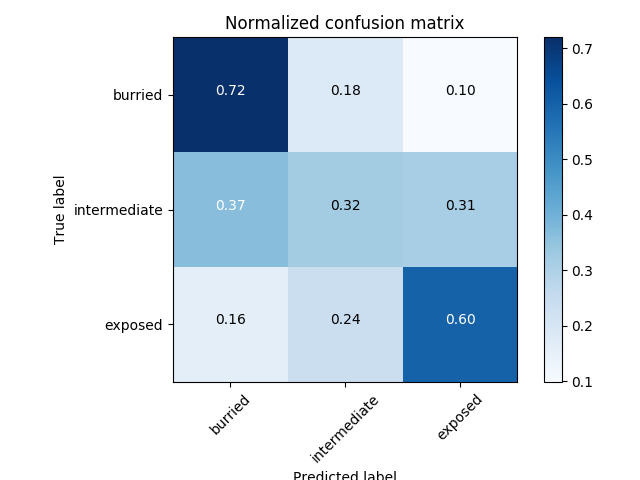 Normalized confusion matrix
burried
0.72
0.18
0.10
intermediate
0.37
0.32
0.31
exposed
0.16
0.24
0.60
True label
burried
intermediate
exposed
Predicted label
0.7
0.6
0.5
0.4
0.3
0.2
0.1